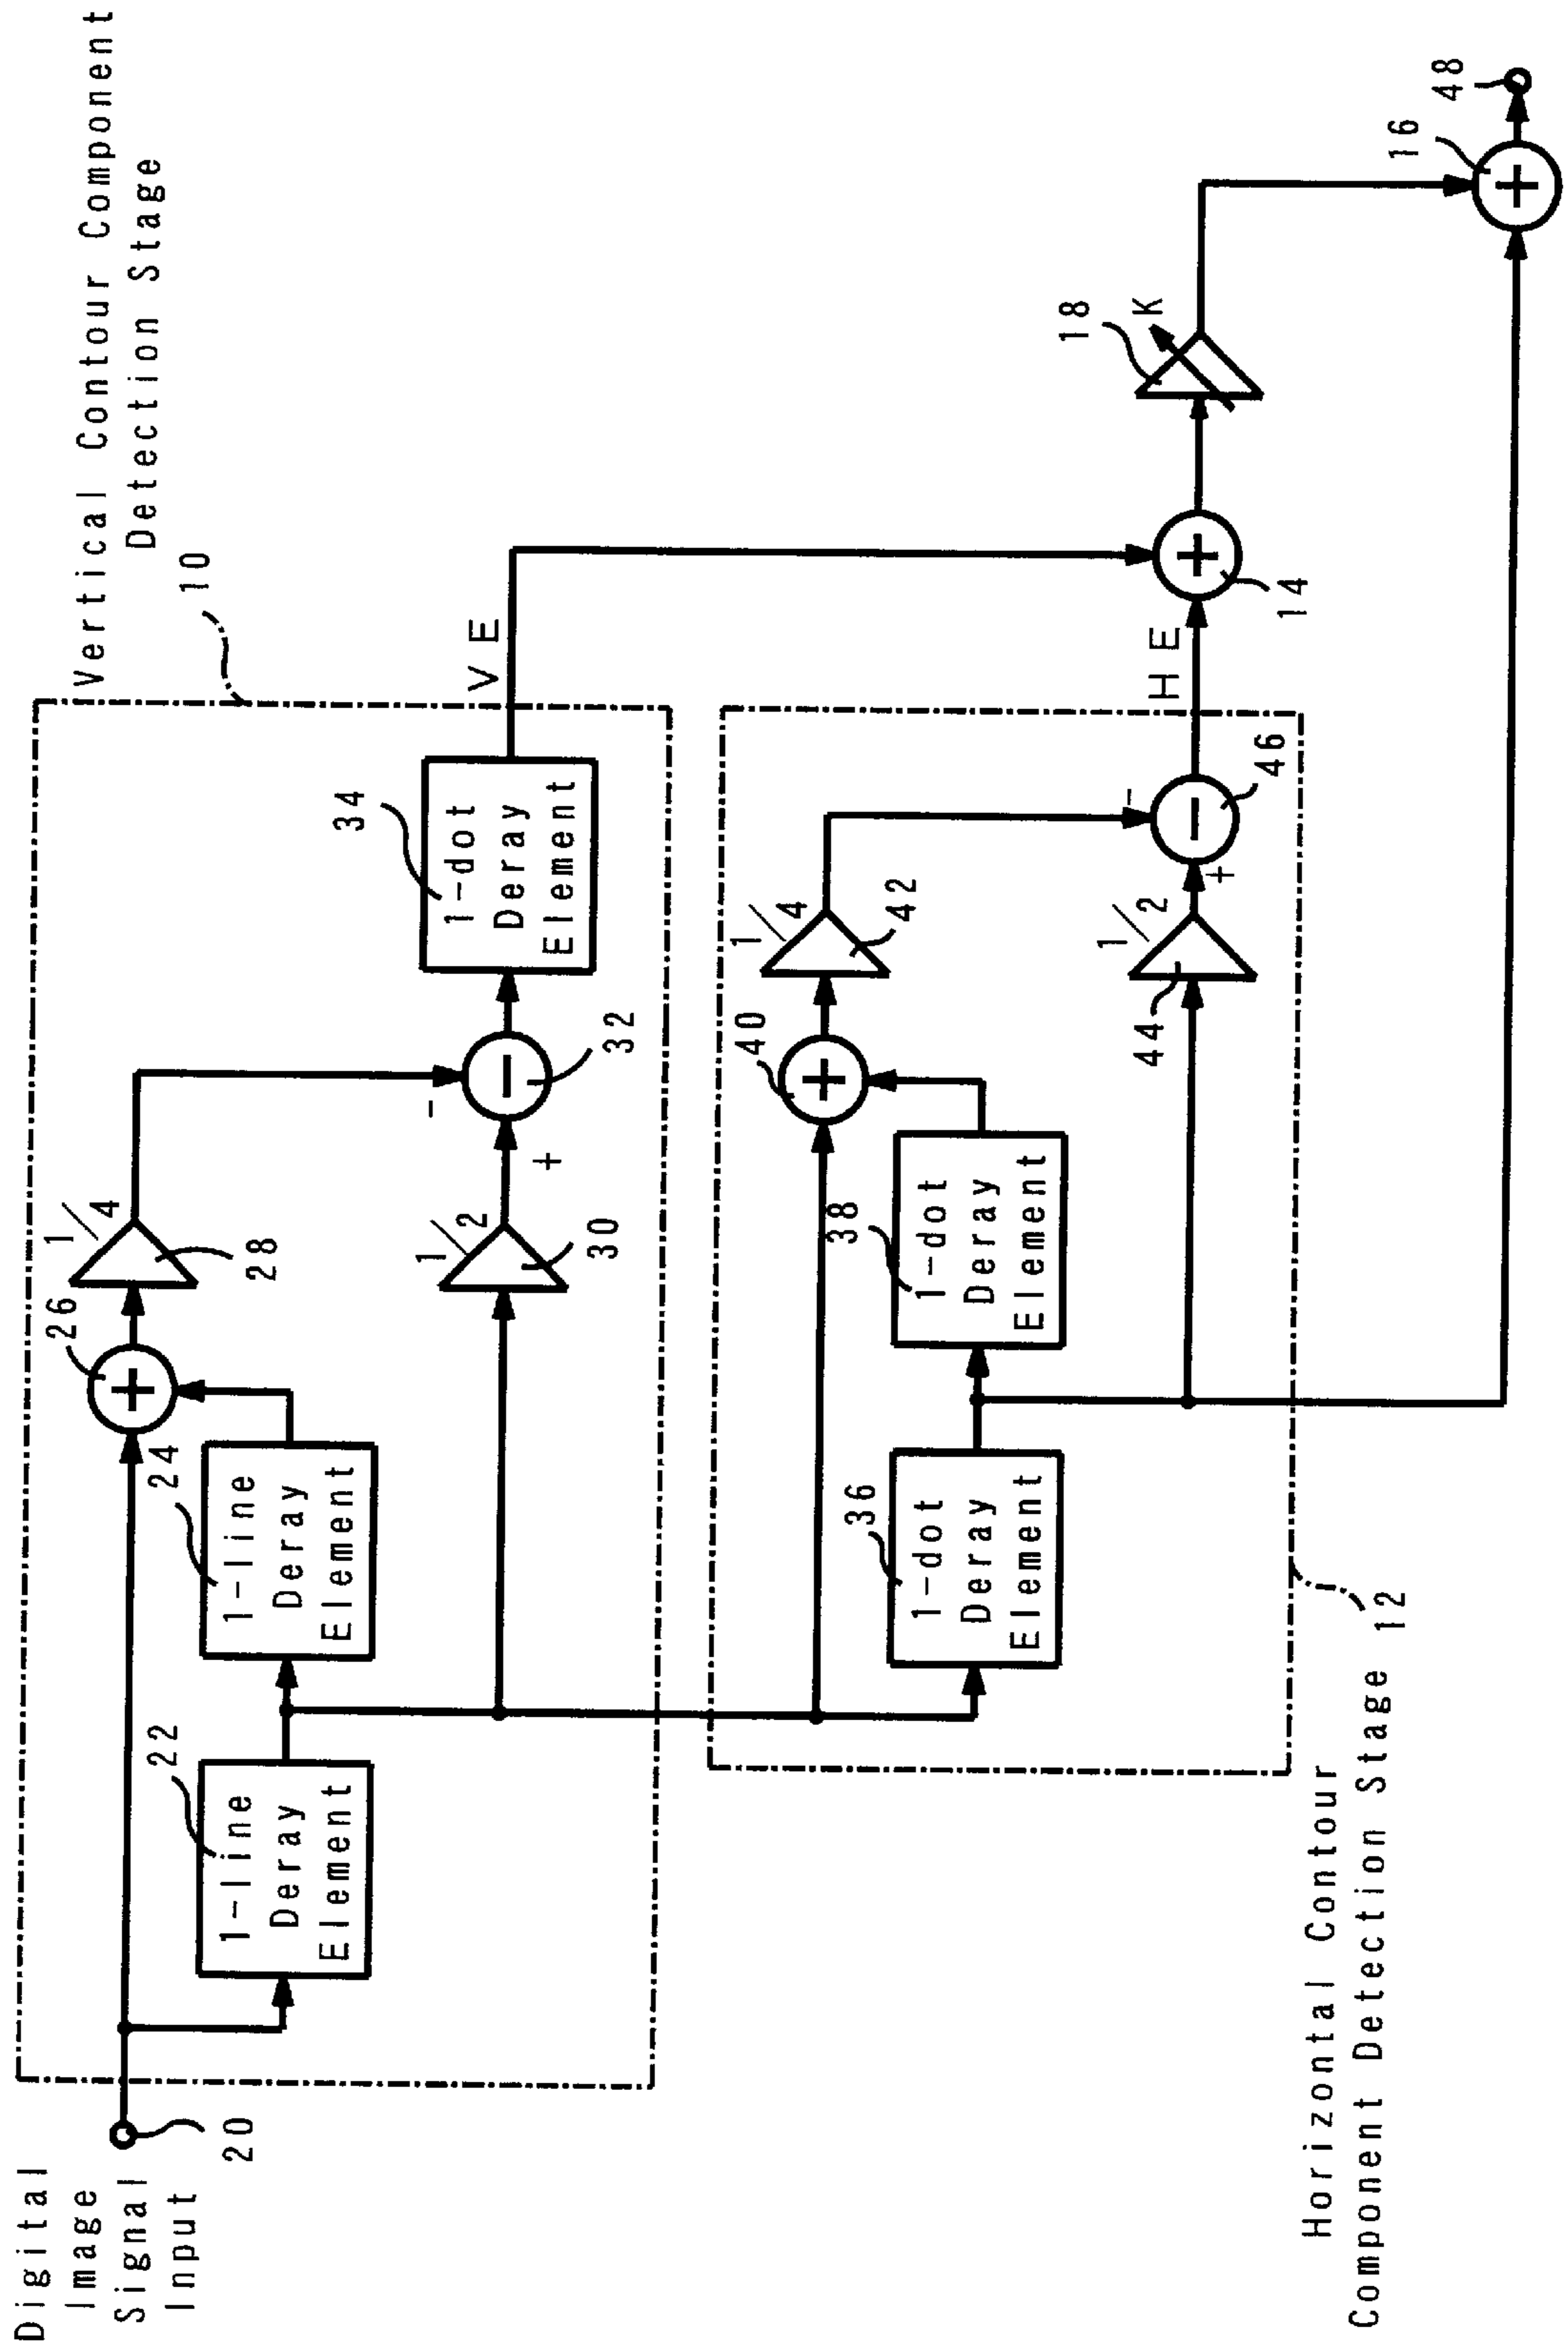 Vertical Contour Component
Detection Stage
10
Digital
Image
Signal
Input
20
22
1-line
Deray
Element
24
1-line
Deray
Element
26
1/4
28
1/2
30
-
+
−
32
34
1-dot
Deray
Element
V E
+
36
1-dot
Deray
Element
38
1-dot
Deray
Element
40
+
1/4
42
1/2
44
-
+
−
46
H E
+
14
18
K
16
+
48
Horizontal Contour
Component Detection Stage 12